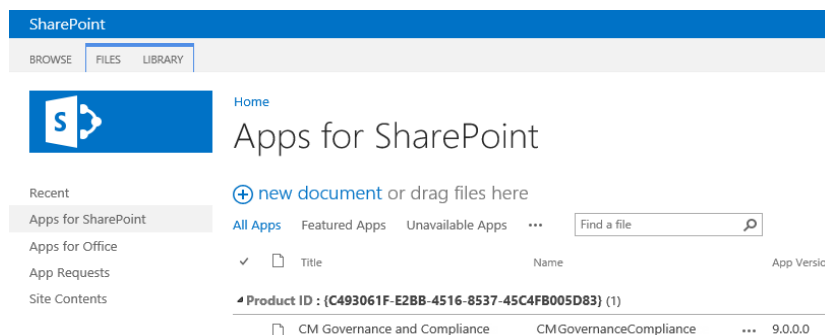 SharePoint
BROWSE FILES LIBRARY
S
Home
Apps for SharePoint
new document or drag files here
Recent
Apps for SharePoint
Apps for Office
App Requests
Site Contents
All Apps Featured Apps Unavailable Apps ••• Find a file
Title Name App Versio
Product ID : {C493061F-E2BB-4516-8537-45C4FB005D83} (1)
CM Governance and Compliance CMGovernanceCompliance ••• 9.0.0.0